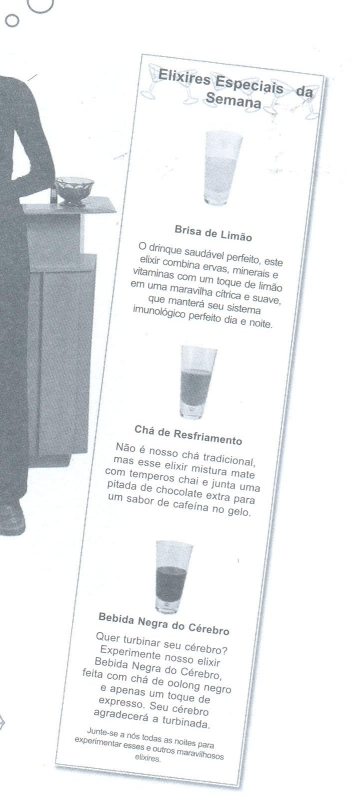 Elixires Especiais da
Semana
Brisa de Limão
O drinque saudável perfeito, este
elixir combina ervas, minerais e
vitaminas com um toque de limão
em uma maravilha cítrica e suave,
que manterá seu sistema
imunológico perfeito dia e noite.
Chá de Resfriamento
Não é nosso chá tradicional,
mas esse elixir mistura mate
com temperos chai e junta uma
pitada de chocolate extra para
um sabor de cafeína no gelo.
Bebida Negra do Cérebro
Quer turbinar seu cérebro?
Experimente nosso elixir
Bebida Negra do Cérebro,
feita com chá de oolong negro
e apenas um toque de
expresso. Seu cérebro
agradecerá a turbinada.
Junte-se a nós todas as noites para
experimentar esses e outros maravilhosos
elixires.